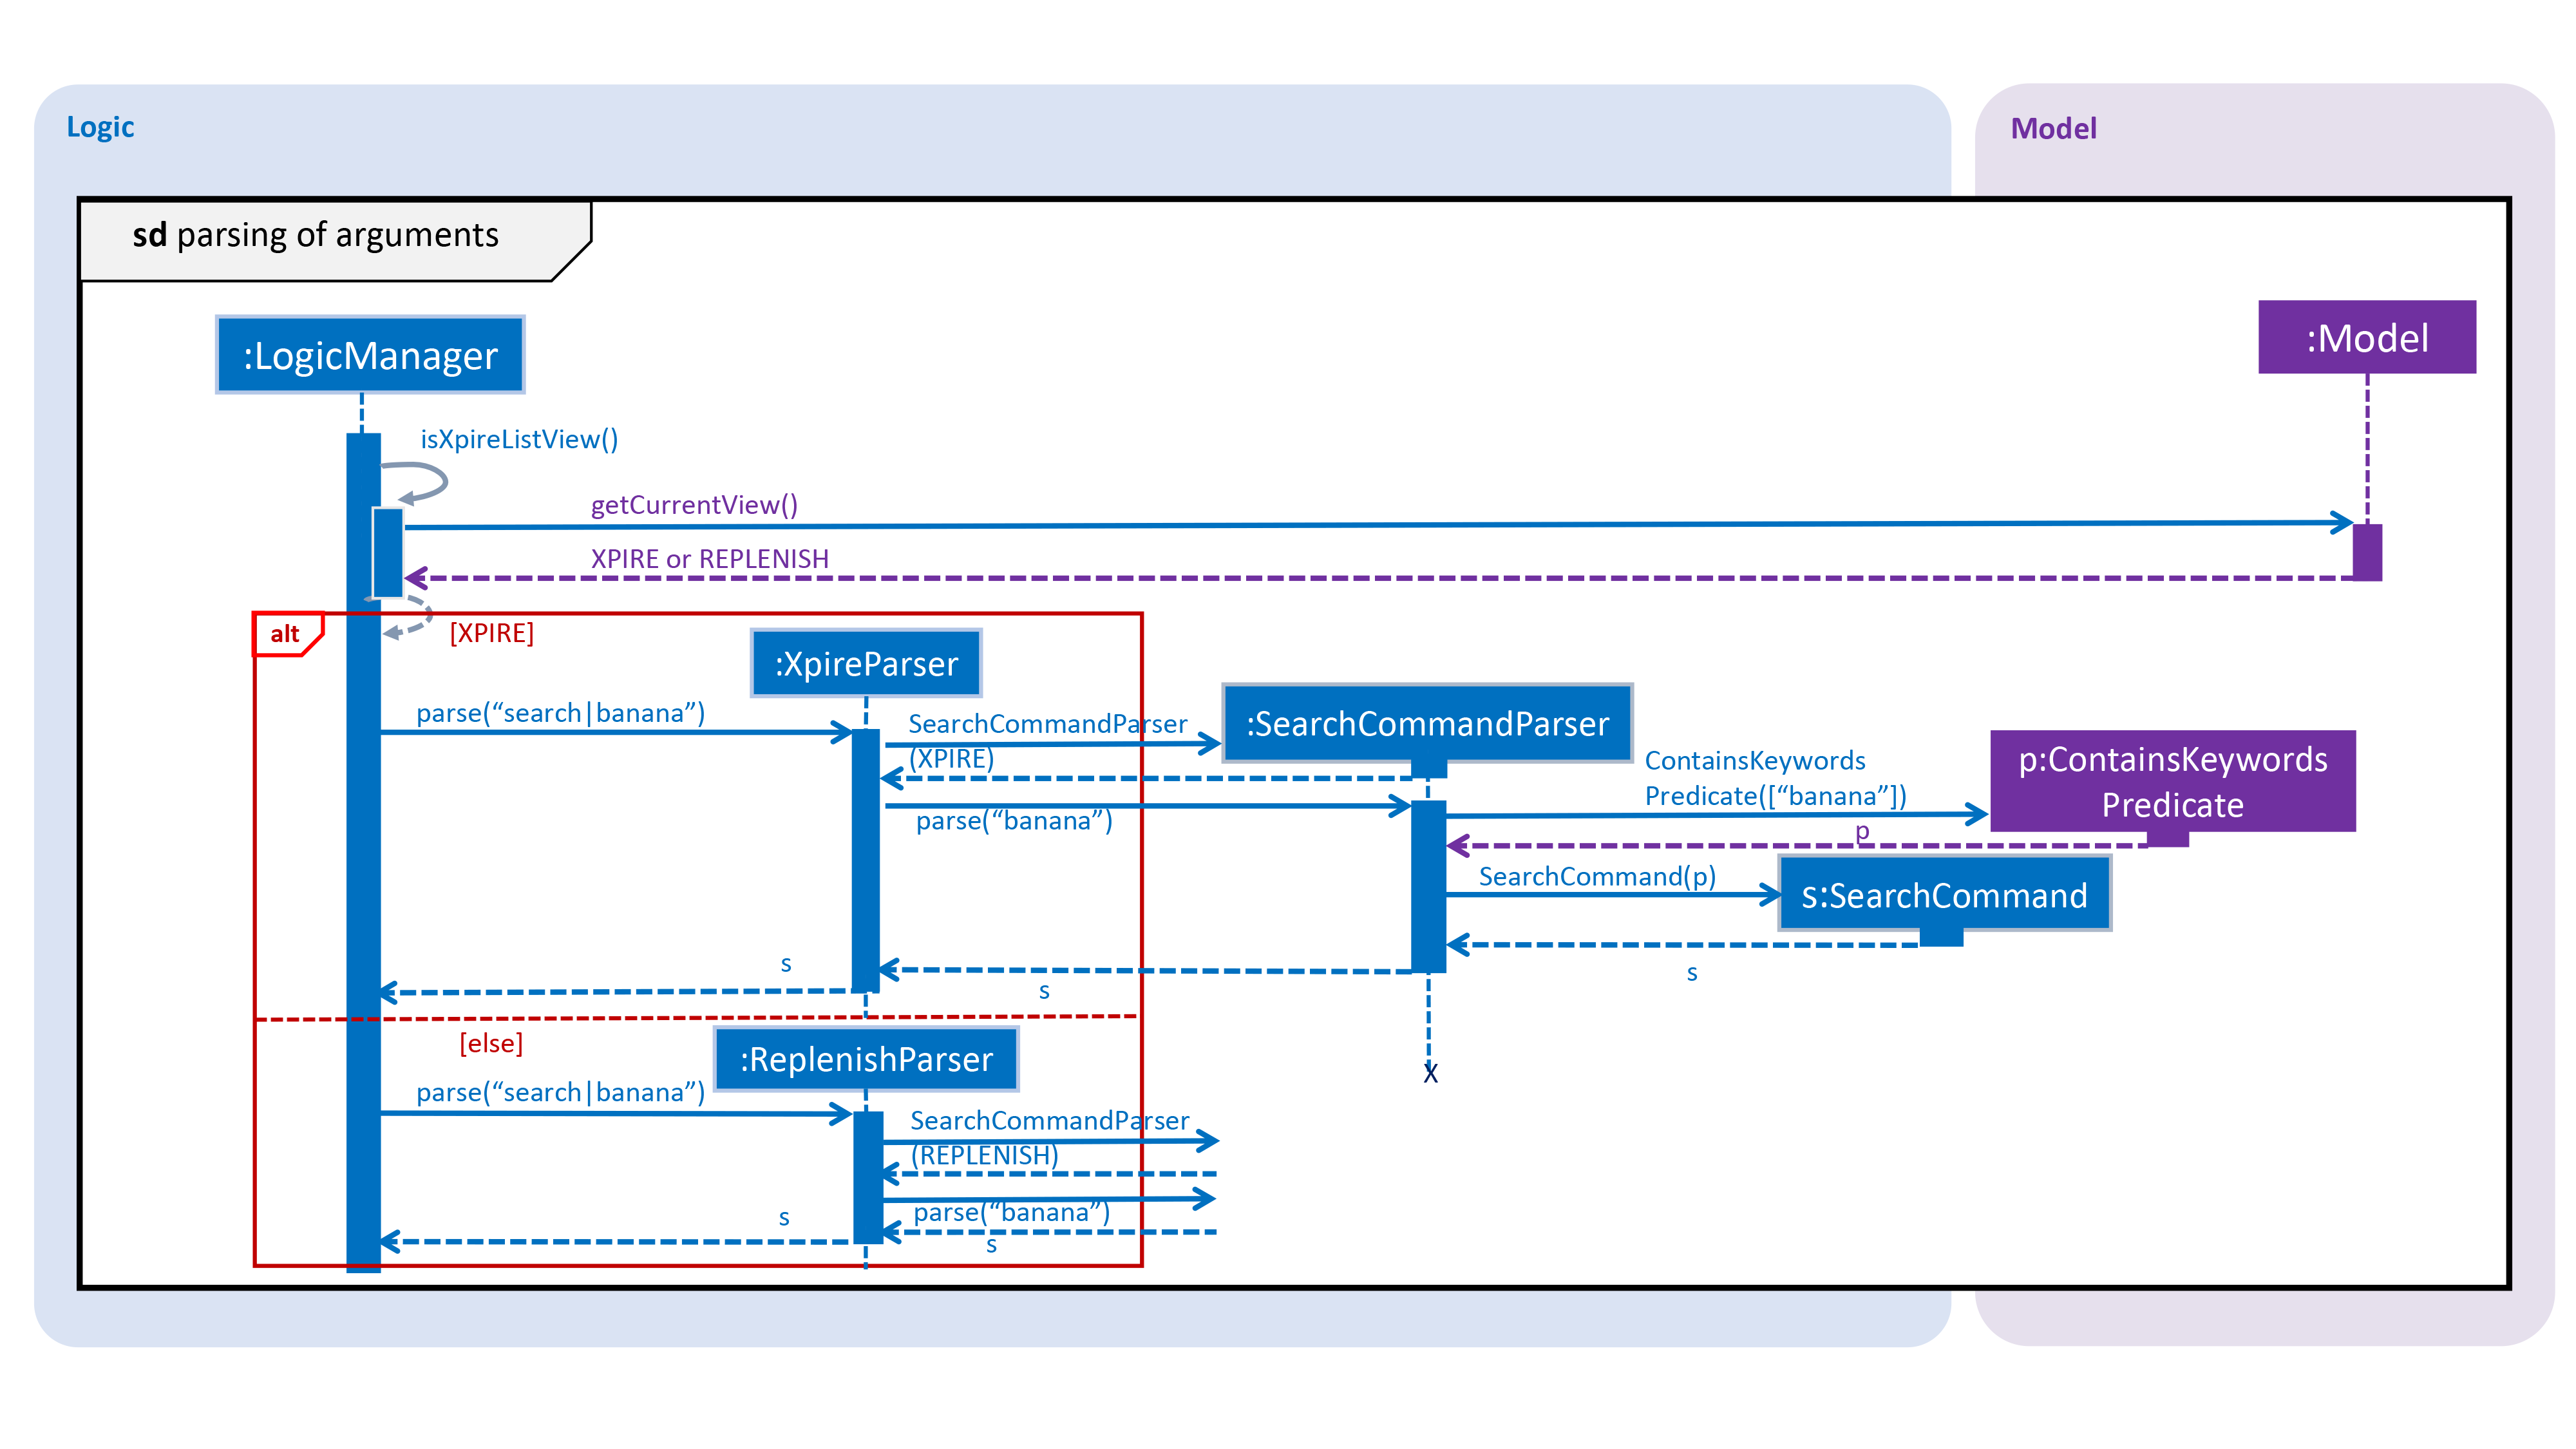 Logic
Model
sd parsing of arguments
:LogicManager
:Model
isXpireListView()
getCurrentView()
XPIRE or REPLENISH
alt
[XPIRE]
:XpireParser
parse(“search|banana”)
SearchCommandParser
(XPIRE)
:SearchCommandParser
ContainsKeywords
Predicate([“banana”])
p:ContainsKeywords
Predicate
parse(“banana”)
p
SearchCommand(p)
s:SearchCommand
s
s
s
[else]
:ReplenishParser
X
parse(“search|banana”)
SearchCommandParser
(REPLENISH)
parse(“banana”)
s
s